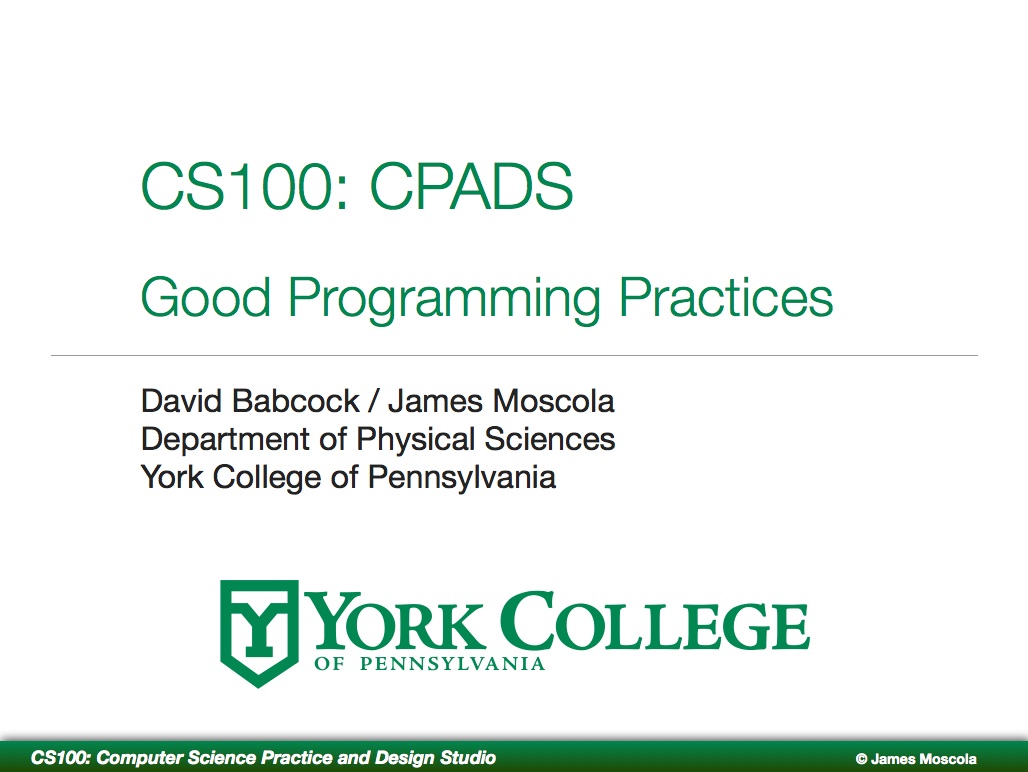 CS100: CPADS
Good Programming Practices
David Babcock / James Moscola
Department of Physical Sciences
York College of Pennsylvania
Y YORK COLLEGE
OF PENNSYLVANIA
CS100: Computer Science Practice and Design Studio
© James Moscola